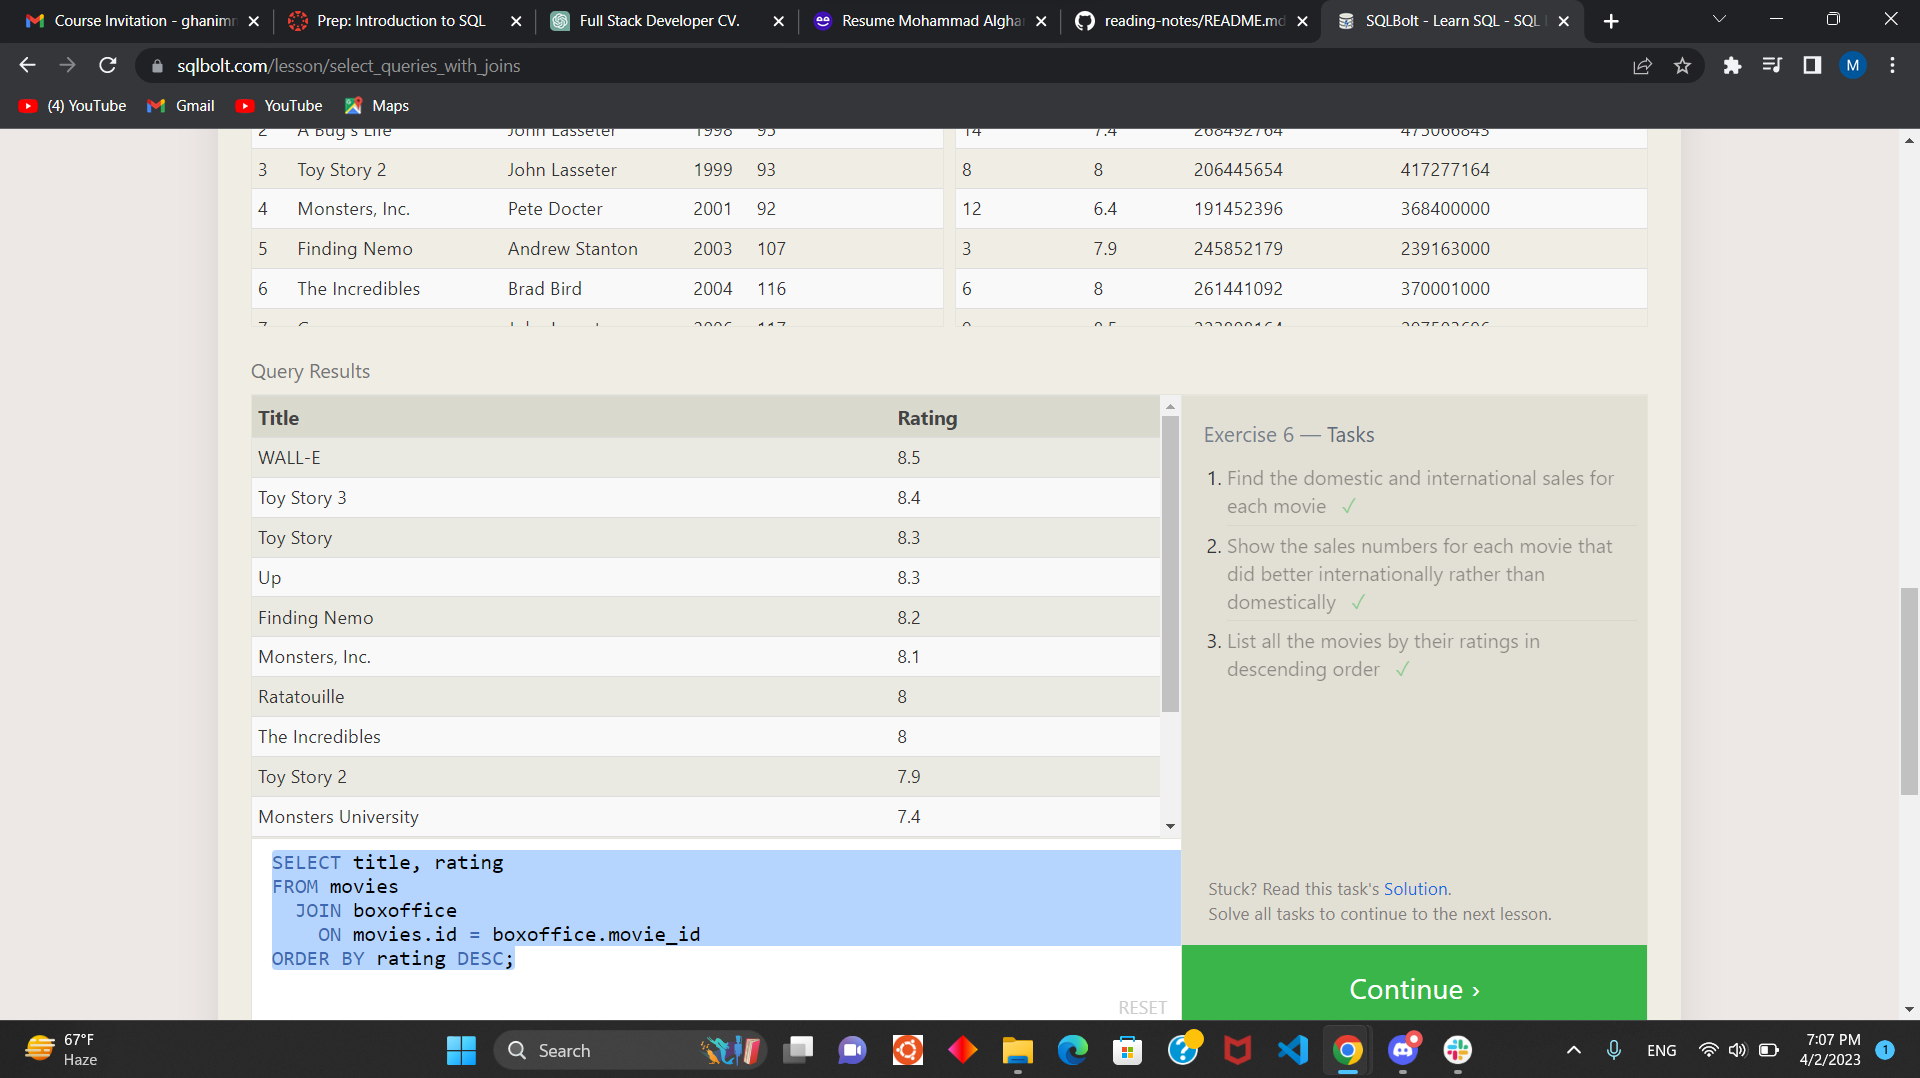 Course Invitation - ghanimr
Prep: Introduction to SQL
Full Stack Developer CV.
Resume Mohammad Alghar
reading-notes/README.md
SQLBolt - Learn SQL - SQL
sqlbolt.com/lesson/select_queries_with_joins
M
(4) YouTube
Gmail
YouTube
Maps
2 A Bug's Life John Lasseter 1998 95 14 7.4 268492764 475066843
3 Toy Story 2 John Lasseter 1999 93 8 8 206445654 417277164
4 Monsters, Inc. Pete Docter 2001 92 12 6.4 191452396 368400000
5 Finding Nemo Andrew Stanton 2003 107 3 7.9 245852179 239163000
6 The Incredibles Brad Bird 2004 116 6 8 261441092 370001000
Query Results
Title Rating
WALL-E 8.5
Toy Story 3 8.4
Toy Story 8.3
Up 8.3
Finding Nemo 8.2
Monsters, Inc. 8.1
Ratatouille 8
The Incredibles 8
Toy Story 2 7.9
Monsters University 7.4
Exercise 6 — Tasks
1. Find the domestic and international sales for
each movie ✓
2. Show the sales numbers for each movie that
did better internationally rather than
domestically ✓
3. List all the movies by their ratings in
descending order ✓
SELECT title, rating
FROM movies
JOIN boxoffice
ON movies.id = boxoffice.movie_id
ORDER BY rating DESC;
RESET
Stuck? Read this task's Solution.
Solve all tasks to continue to the next lesson.
Continue ›
67°F
Haze
Search
ENG
7:07 PM
4/2/2023
1